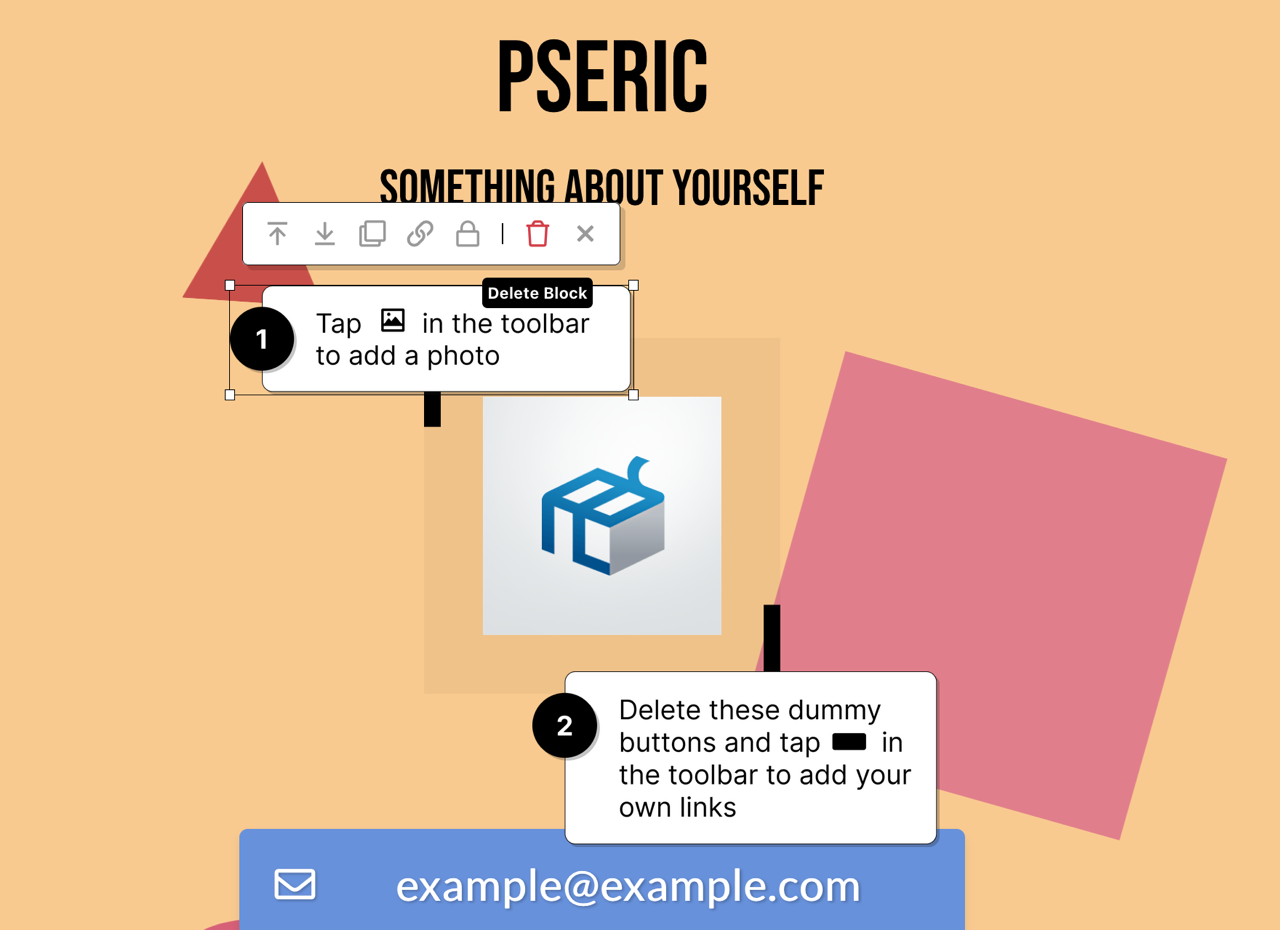 PSERIC
SOMETHING ABOUT YOURSELF
Delete Block
1
Tap in the toolbar
to add a photo
2
Delete these dummy
buttons and tap in
the toolbar to add your
own links
example@example.com